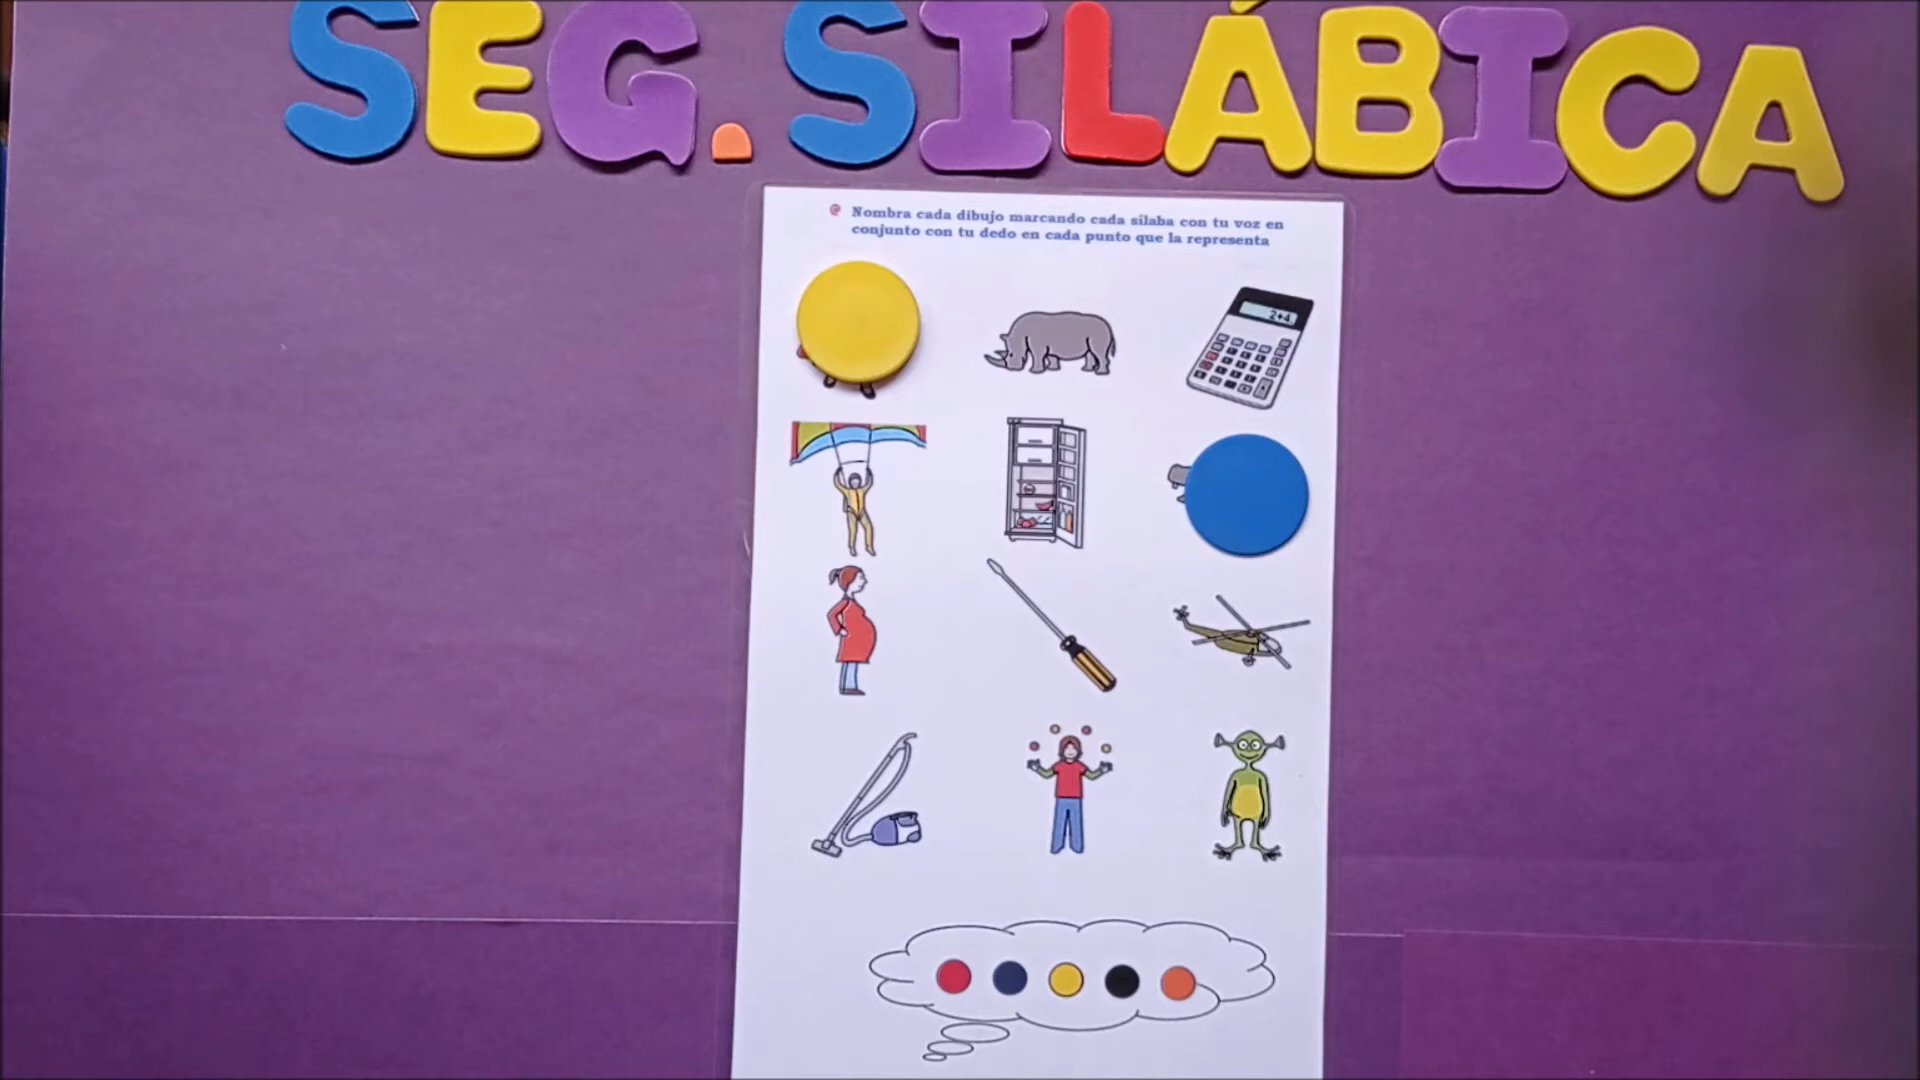 SEG. SILÁBICA
Nombra cada dibujo marcando cada sílaba con tu voz en
conjunto con tu dedo en cada punto que la representa
2+4